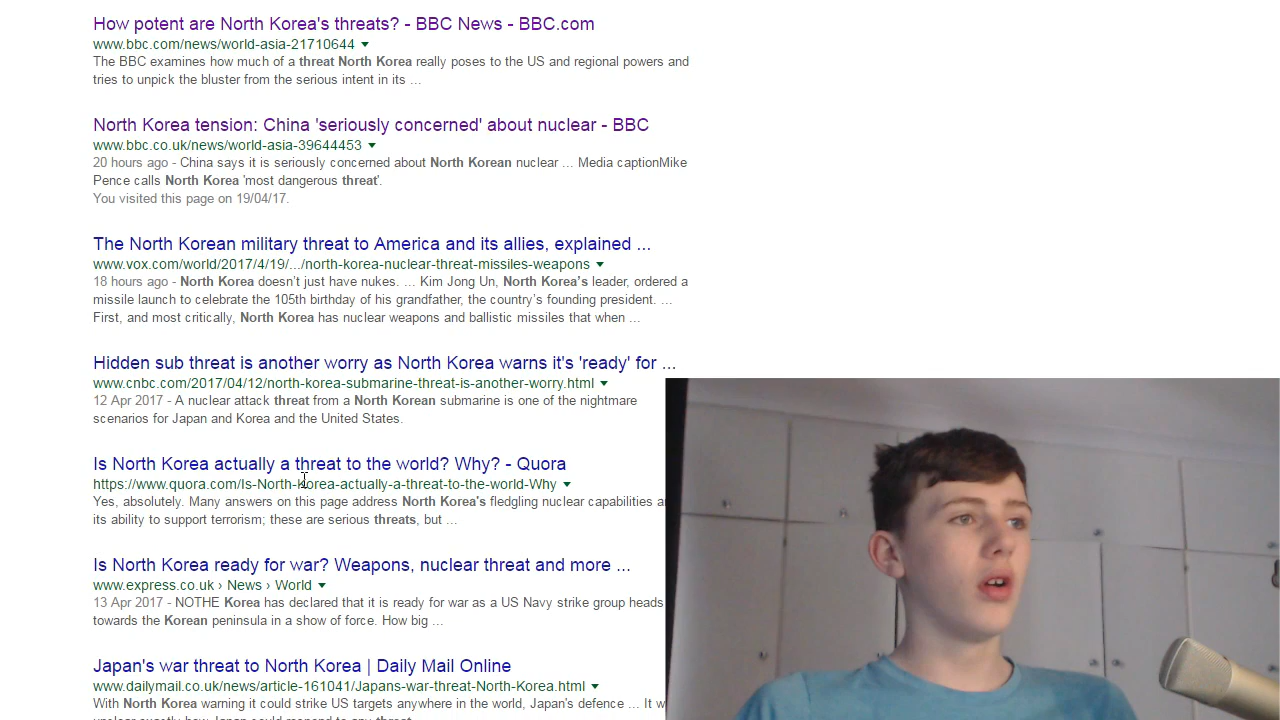 How potent are North Korea's threats? - BBC News - BBC.com
www.bbc.com/news/world-asia-21710644
The BBC examines how much of a threat North Korea really poses to the US and regional powers and
tries to unpick the bluster from the serious intent in its ...
North Korea tension: China 'seriously concerned' about nuclear - BBC
www.bbc.co.uk/news/world-asia-39644453
20 hours ago - China says it is seriously concerned about North Korean nuclear ... Media captionMike
Pence calls North Korea 'most dangerous threat'.
You visited this page on 19/04/17.
The North Korean military threat to America and its allies, explained ...
www.vox.com/world/2017/4/19/.../north-korea-nuclear-threat-missiles-weapons
18 hours ago - North Korea doesn't just have nukes. ... Kim Jong Un, North Korea's leader, ordered a
missile launch to celebrate the 105th birthday of his grandfather, the country's founding president. ...
First, and most critically, North Korea has nuclear weapons and ballistic missiles that when ...
Hidden sub threat is another worry as North Korea warns it's 'ready' for ...
www.cnbc.com/2017/04/12/north-korea-submarine-threat-is-another-worry.html
12 Apr 2017 - A nuclear attack threat from a North Korean submarine is one of the nightmare
scenarios for Japan and Korea and the United States.
Is North Korea actually a threat to the world? Why? - Quora
https://www.quora.com/Is-North-Korea-actually-a-threat-to-the-world-Why
Yes, absolutely. Many answers on this page address North Korea's fledgling nuclear capabilities
its ability to support terrorism; these are serious threats, but ...
Is North Korea ready for war? Weapons, nuclear threat and more ...
www.express.co.uk › News › World
13 Apr 2017 - NOTHE Korea has declared that it is ready for war as a US Navy strike group heads
towards the Korean peninsula in a show of force. How big ...
Japan's war threat to North Korea | Daily Mail Online
www.dailymail.co.uk/news/article-161041/Japans-war-threat-North-Korea.html
With North Korea warning it could strike US targets anywhere in the world, Japan's defence ... It